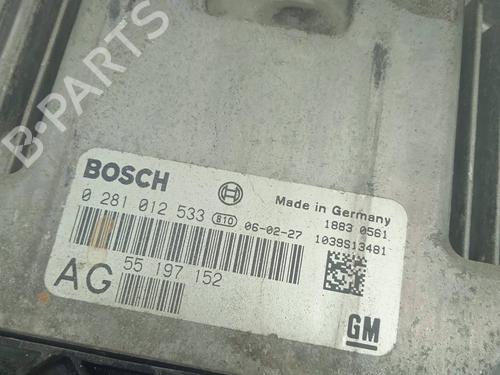 B-PARTS
BOSCH
Made in Germany
0 281 012 533 810 06-02-27
1883 0561
1039S13481
AG 55 197 152
GM